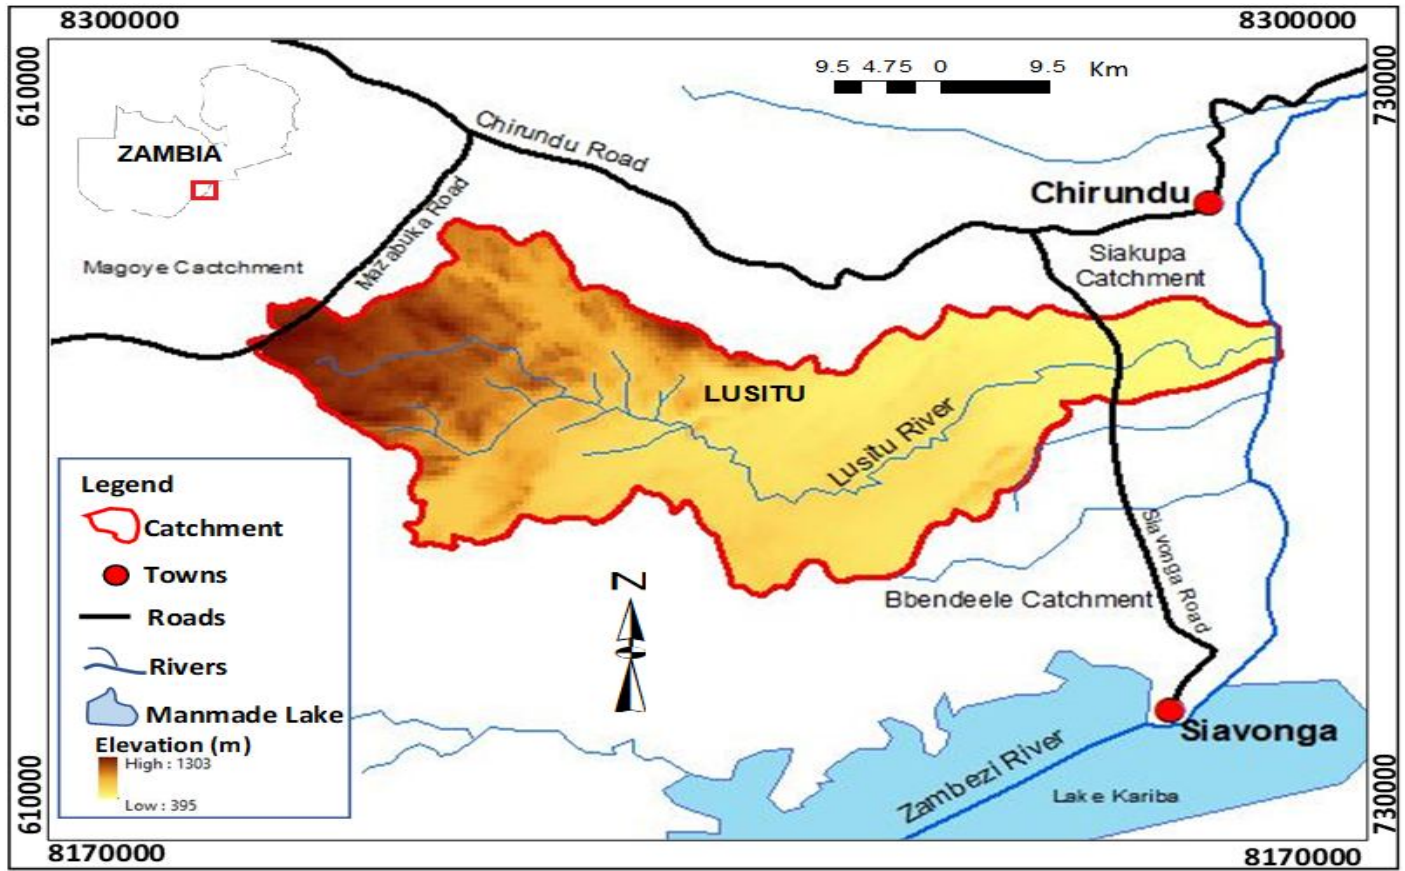 8300000
8300000
610000
730000
9.5 4.75 0 9.5 Km
ZAMBIA
Chirundu Road
Mazabuka Road
Chirundu
Magoye Cactchment
Siakupa
Catchment
LUSITU
Lusitu River
Legend
Catchment
Towns
Roads
Rivers
Manmade Lake
Elevation (m)
High : 1303
Low : 395
N
Siavonga Road
Bbendeele Catchment
Siavonga
Zambezi River
Lake Kariba
610000
730000
8170000
8170000